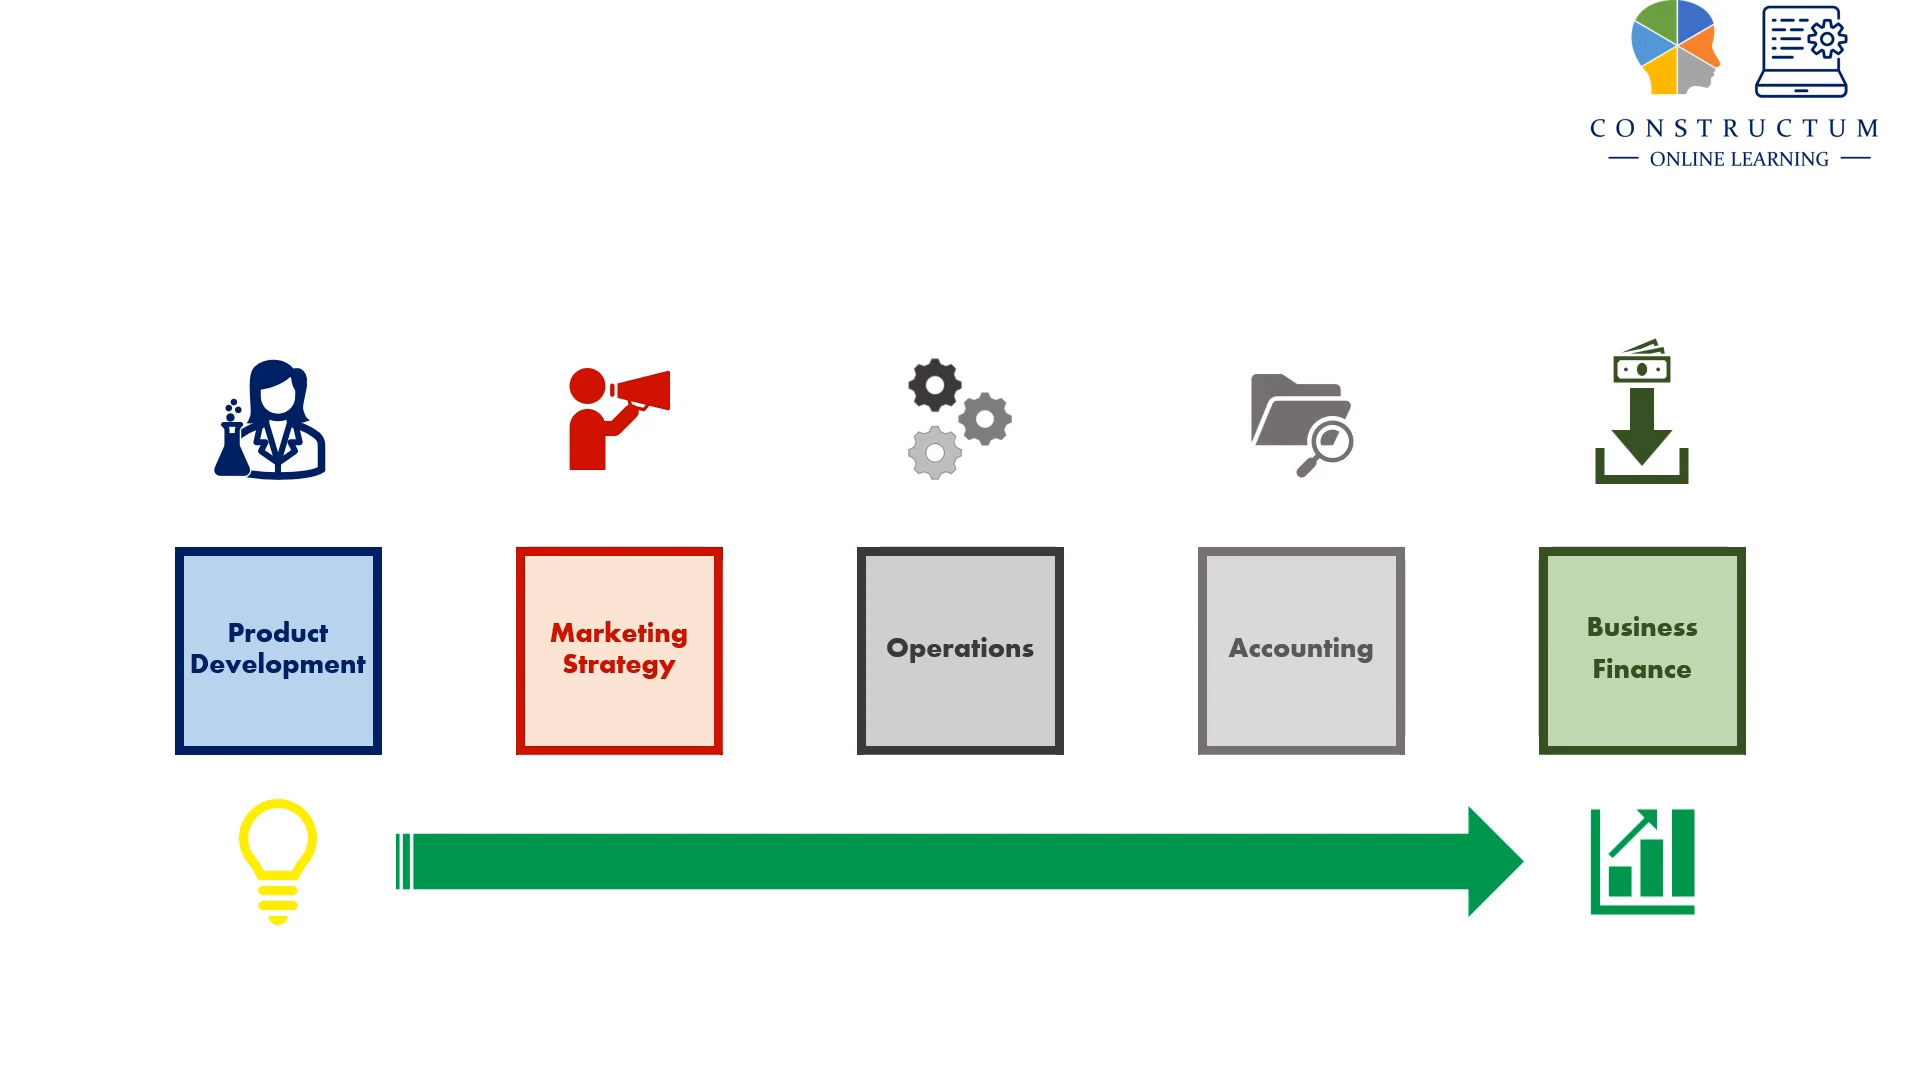 CONSTRUCTUM
ONLINE LEARNING
Product
Development
Marketing
Strategy
Operations
Accounting
Business
Finance